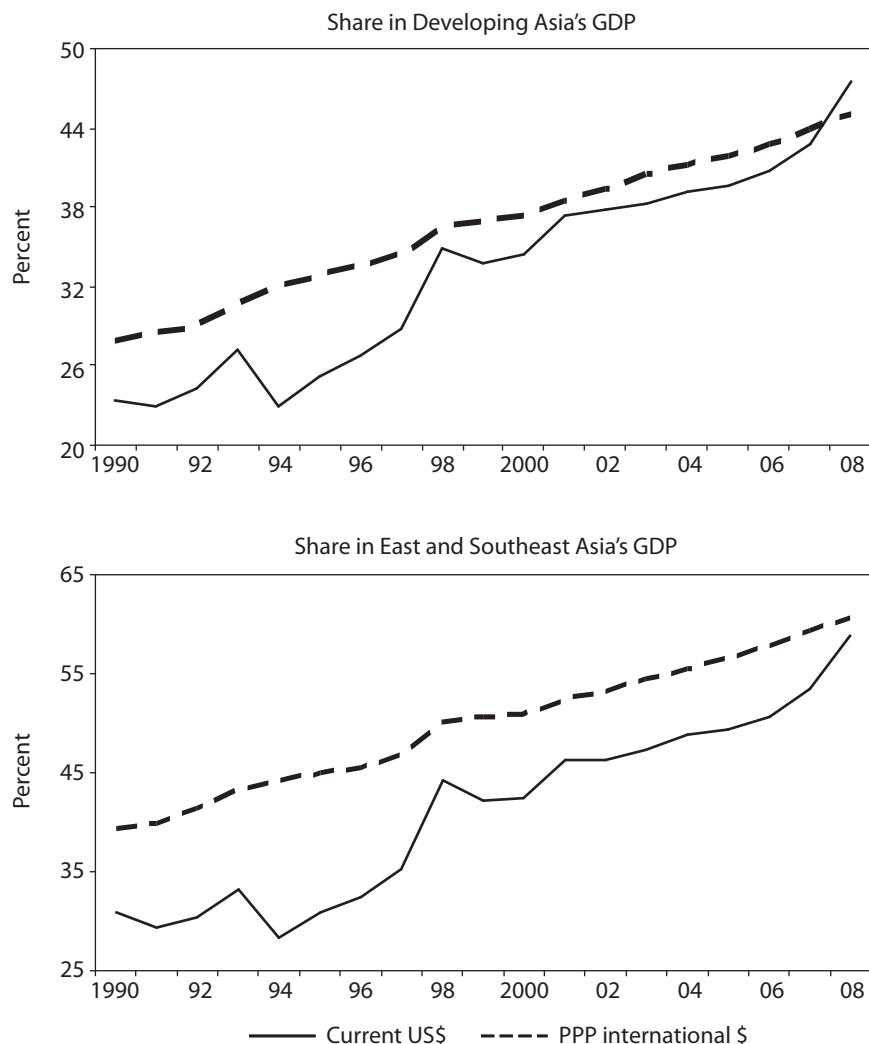 Share in Developing Asia's GDP
50
44
38
32
26
20
Percent
1990 92 94 96 98 2000 02 04 06 08
Share in East and Southeast Asia's GDP
65
55
45
35
25
Percent
1990 92 94 96 98 2000 02 04 06 08
Current US$ PPP international $